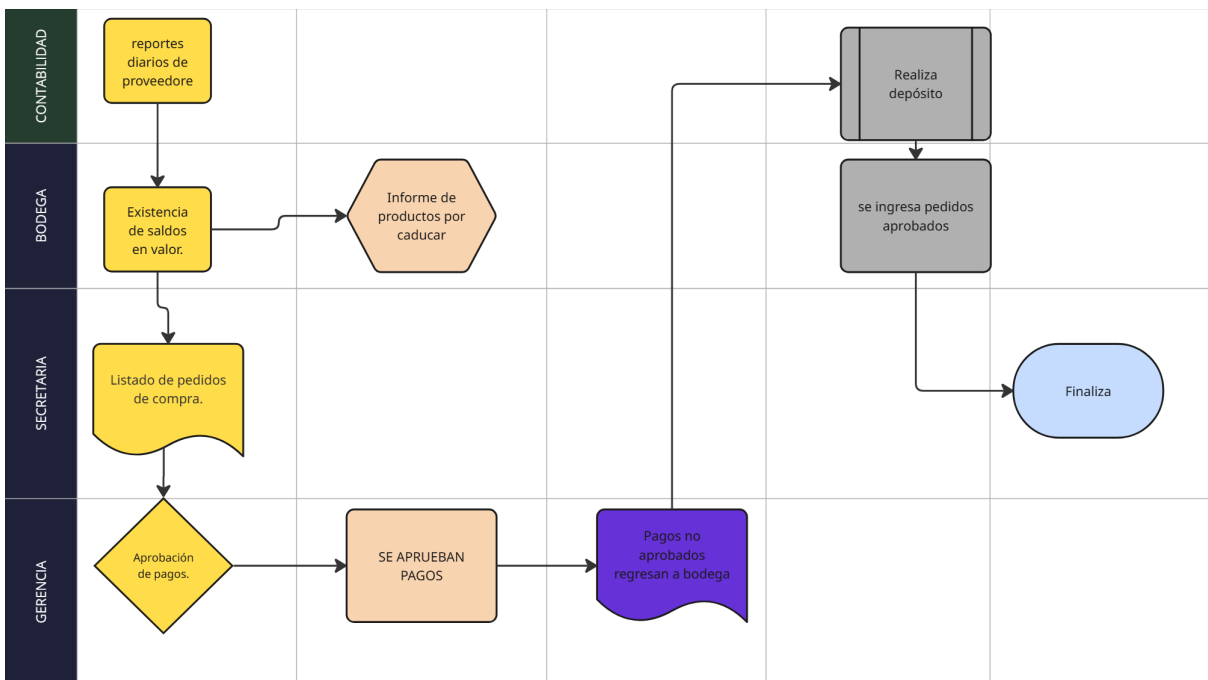 CONTABILIDAD
reportes
diarios de
proveedore
Realiza
depósito
BODEGA
Existencia
de saldos
en valor.
Informe de
productos por
caducar
se ingresa pedidos
aprobados
SECRETARIA
Listado de pedidos
de compra.
Finaliza
GERENCIA
Aprobación
de pagos.
SE APRUEBAN
PAGOS
Pagos no
aprobados
regresan a bodega